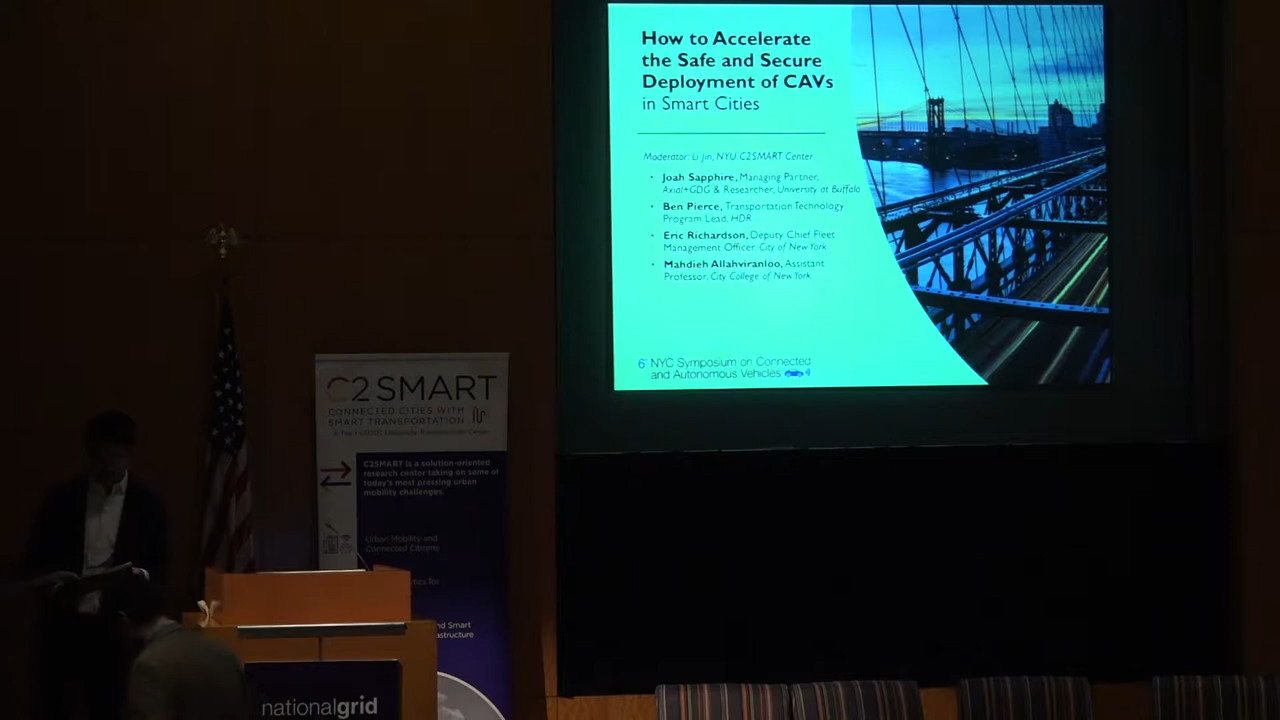 How to Accelerate
the Safe and Secure
Deployment of CAVs
in Smart Cities
Moderator: Li Jin, NYU C2SMART Center
• Joah Sapphire, Managing Partner,
Axial+GDG & Researcher, University at Buffalo
• Ben Pierce, Transportation Technology
Program Lead, HDR
• Eric Richardson, Deputy Chief Fleet
Management Officer, City of New York
• Mahdieh Allahviranloo, Assistant
Professor, City College of New York
6th NYC Symposium on Connected
and Autonomous Vehicles
C2SMART
CONNECTED CITIES WITH
SMART TRANSPORTATION
C2SMART is a solution-oriented
research center taking on some of
today's most pressing urban
mobility challenges.
Urban Mobility and
Connected Citizens
for
nd Smart
astructure
nationalgrid